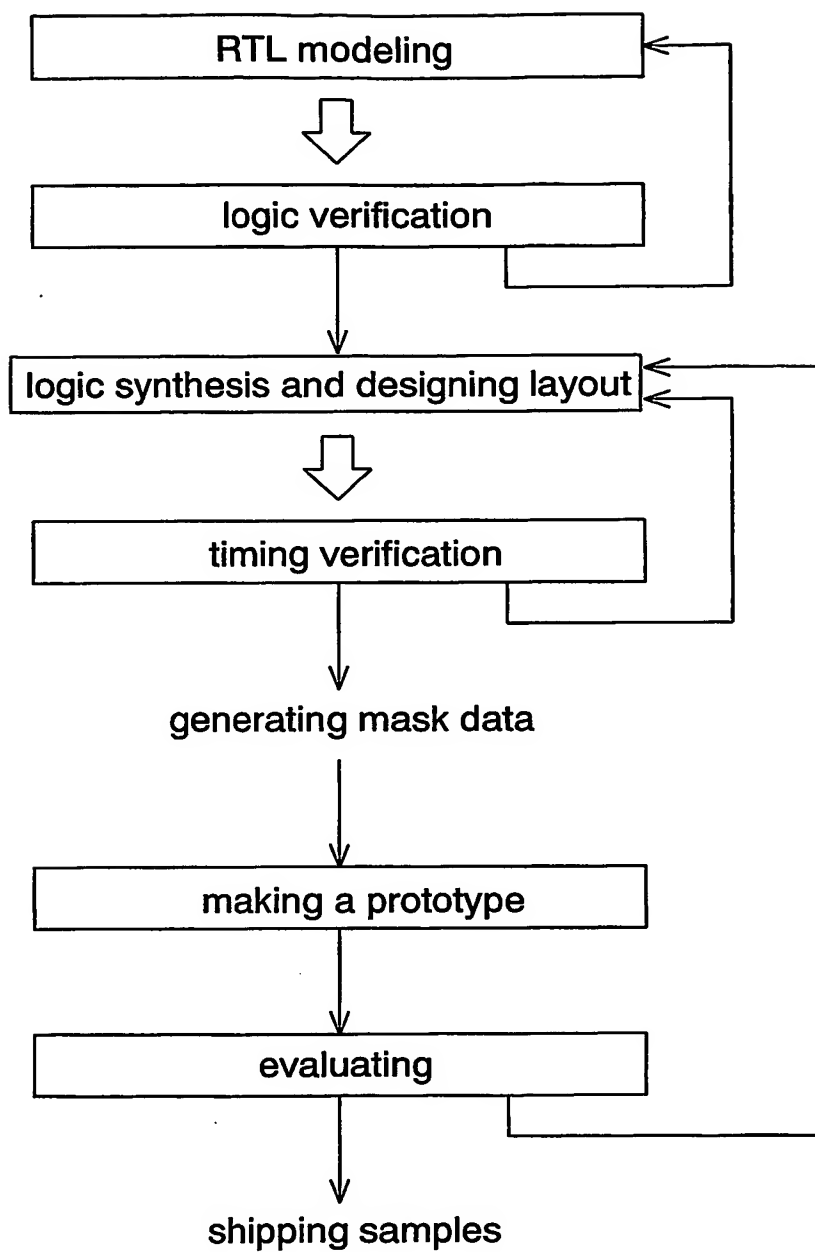 RTL modeling
logic verification
logic synthesis and designing layout
timing verification
generating mask data
making a prototype
evaluating
shipping samples